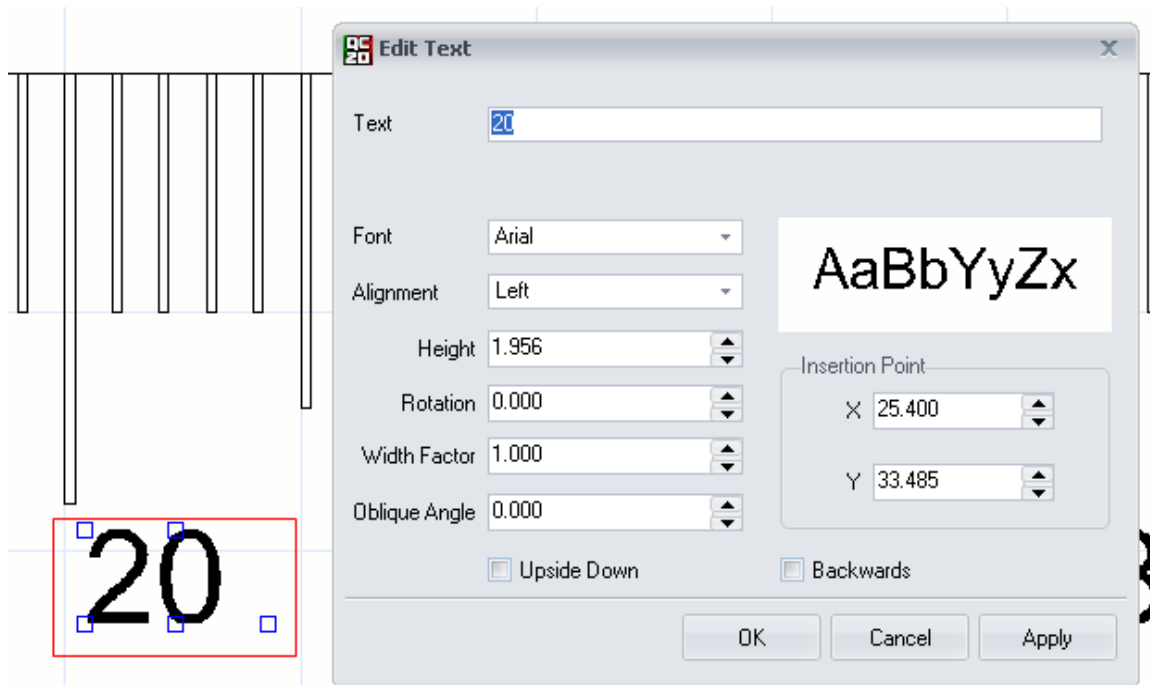 Edit Text
Text 20
Font Arial
AaBbYyZx
Alignment Left
Height 1.956
Insertion Point
Rotation 0.000
X 25.400
Width Factor 1.000
Y 33.485
Oblique Angle 0.000
20
Upside Down
Backwards
OK Cancel Apply